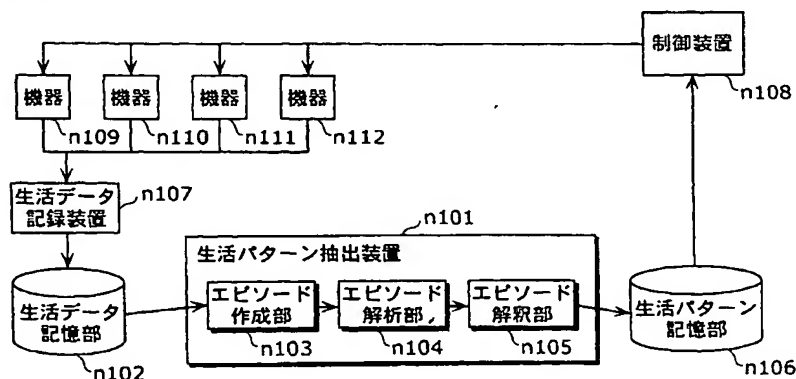 制御装置
n108
機器
機器
機器
機器
n109
n110
n111
n112
生活データ
記録装置
n107
n101
生活パターン抽出装置
生活データ
記憶部
n102
エピソード
作成部
n103
エピソード
解析部
n104
エピソード
解釈部
n105
生活パターン
記憶部
n106